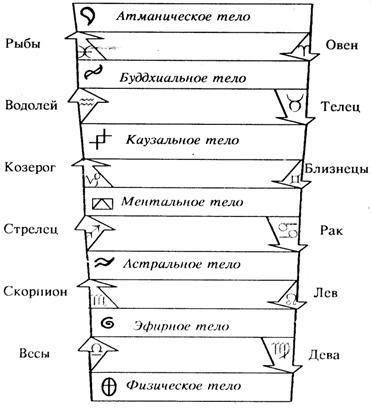 Атманическое тело
Рыбы
Овен
Буддхиальное тело
Водолей
Телец
Каузальное тело
Козерог
Близнецы
Ментальное тело
Стрелец
Рак
Астральное тело
Скорпион
Лев
Эфирное тело
Весы
Дева
Физическое тело